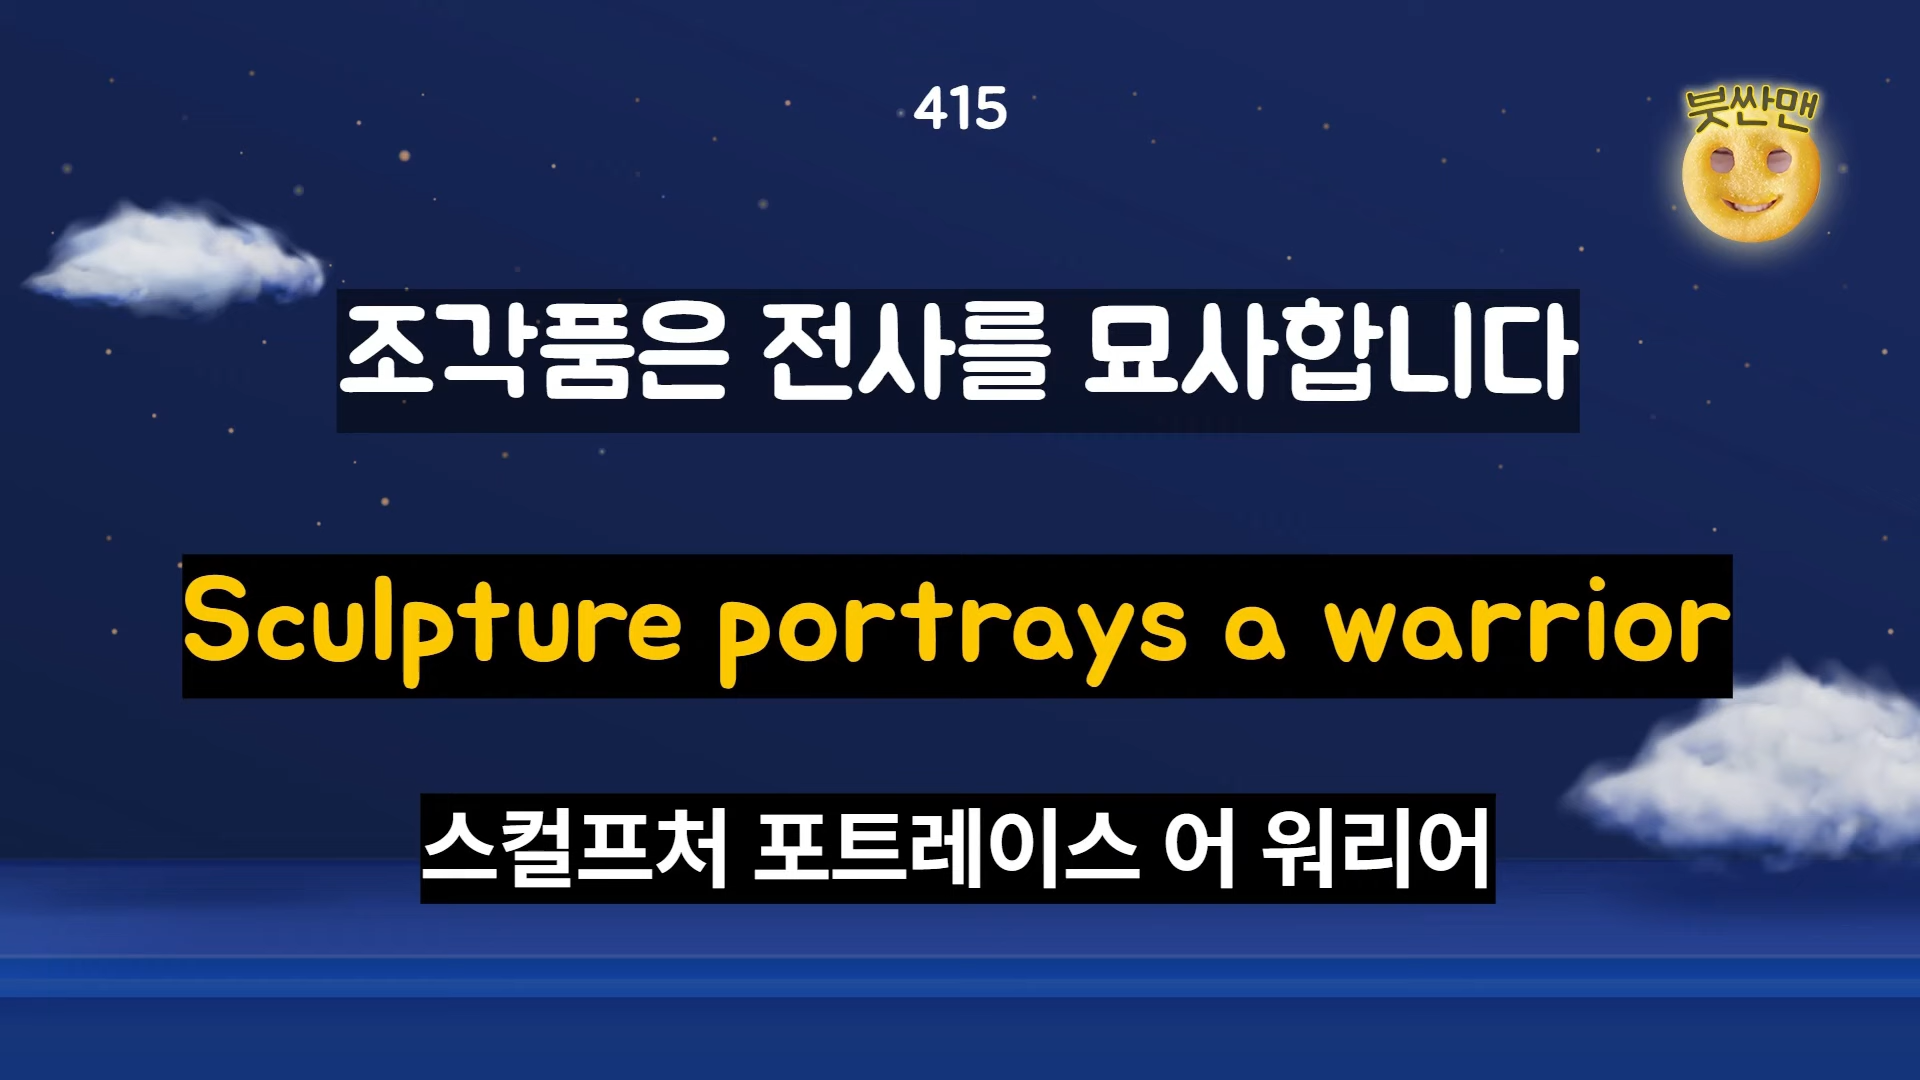 415
붓싼맨
조각품은 전사를 묘사합니다
Sculpture portrays a warrior
스컬프처 포트레이스 어 워리어